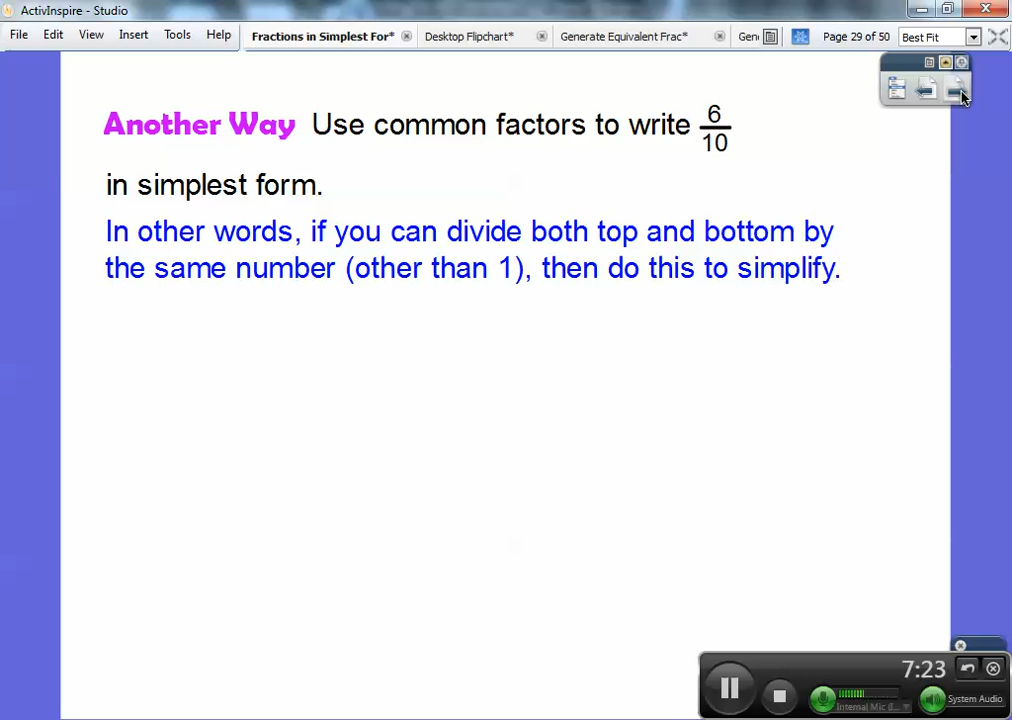 ActivInspire - Studio
File Edit View Insert Tools Help
Fractions in Simplest For* Desktop Flipchart* Generate Equivalent Frac* Gen Page 29 of 50 Best Fit
Another Way Use common factors to write 6/10
in simplest form.
In other words, if you can divide both top and bottom by
the same number (other than 1), then do this to simplify.
7:23
Internal Mic (I... System Audio